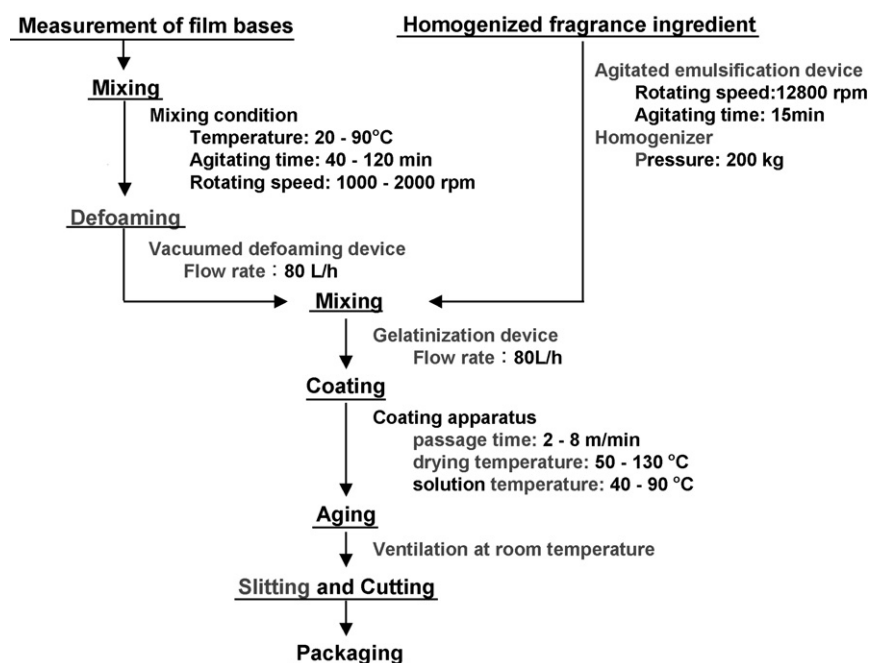 Measurement of film bases
Homogenized fragrance ingredient
Mixing
Mixing condition
Temperature: 20 - 90°C
Agitating time: 40 - 120 min
Rotating speed: 1000 - 2000 rpm
Agitated emulsification device
Rotating speed:12800 rpm
Agitating time: 15min
Homogenizer
Pressure: 200 kg
Defoaming
Vacuumed defoaming device
Flow rate：80 L/h
Mixing
Gelatinization device
Flow rate：80L/h
Coating
Coating apparatus
passage time: 2 - 8 m/min
drying temperature: 50 - 130 °C
solution temperature: 40 - 90 °C
Aging
Ventilation at room temperature
Slitting and Cutting
Packaging